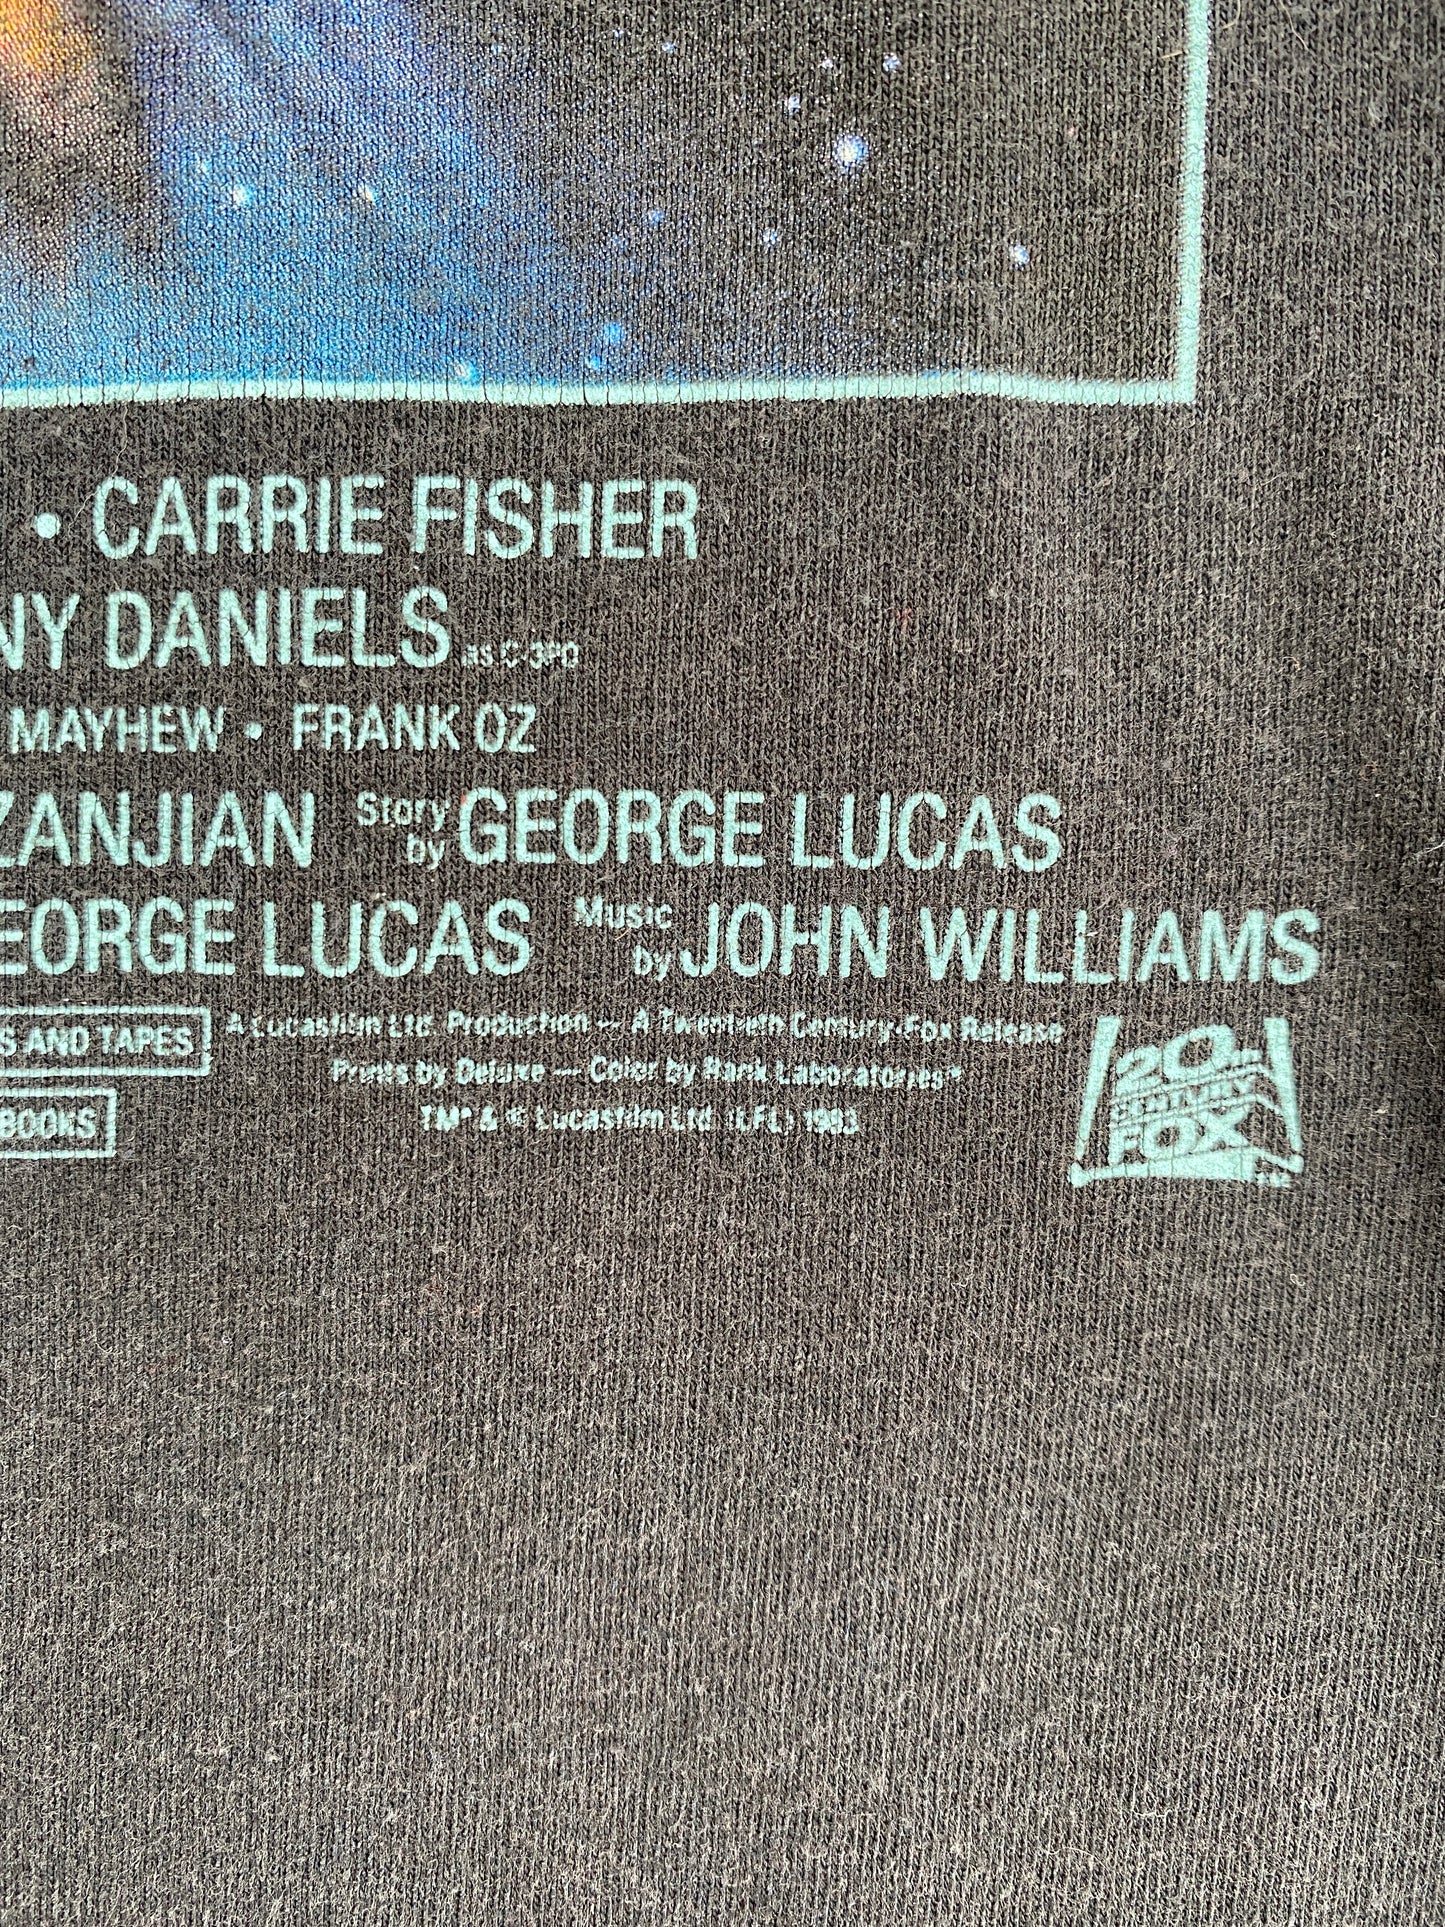 • CARRIE FISHER
NY DANIELS as C-3PO
MAYHEW • FRANK OZ
ZANJIAN Story by GEORGE LUCAS
EORGE LUCAS Music by JOHN WILLIAMS
S AND TAPES
A Lucasfilm Ltd. Production — A Twentieth Century-Fox Release
Prints by Deluxe — Color by Rank Laboratories
BOOKS
TM* & © Lucasfilm Ltd. (LFL) 1983
20TH CENTURY FOX TM